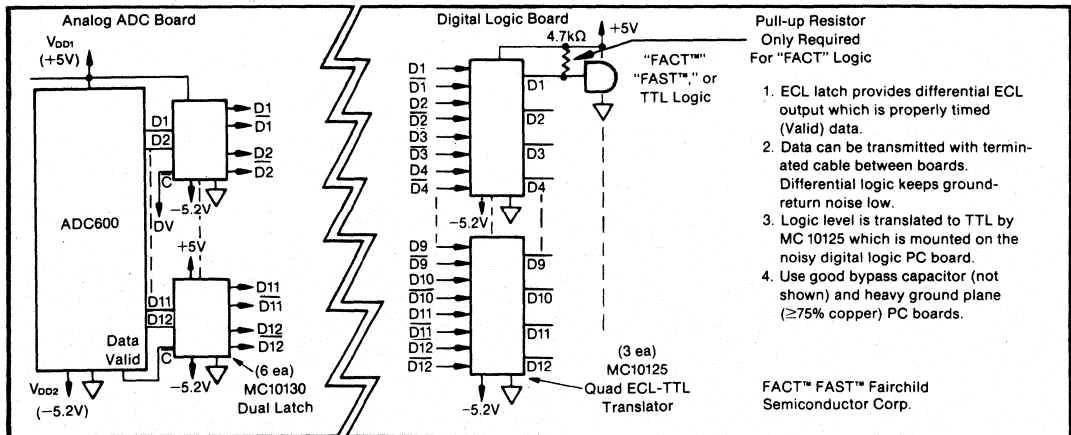 Analog ADC Board
VDD1
(+5V)
ADC600
D1
D2
C
DV
D1
D1
D2
D2
−5.2V
+5V
D11
D12
Data
Valid
C
D11
D11
D12
D12
−5.2V
VDD2
(−5.2V)
(6 ea)
MC10130
Dual Latch
Digital Logic Board
+5V
4.7kΩ
"FACT™"
"FAST™," or
TTL Logic
D1
D1
D2
D2
D3
D3
D4
D4
D1
D2
D3
D4
−5.2V
D9
D9
D10
D10
D11
D11
D12
D12
D9
D10
D11
D12
−5.2V
(3 ea)
MC10125
Quad ECL-TTL
Translator
Pull-up Resistor
Only Required
For "FACT" Logic
1. ECL latch provides differential ECL
output which is properly timed
(Valid) data.
2. Data can be transmitted with termin-
ated cable between boards.
Differential logic keeps ground-
return noise low.
3. Logic level is translated to TTL by
MC 10125 which is mounted on the
noisy digital logic PC board.
4. Use good bypass capacitor (not
shown) and heavy ground plane
(≥75% copper) PC boards.
FACT™ FAST™ Fairchild
Semiconductor Corp.